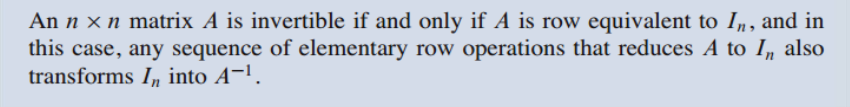 An n × n matrix A is invertible if and only if A is row equivalent to Iₙ, and in
this case, any sequence of elementary row operations that reduces A to Iₙ also
transforms Iₙ into A⁻¹.